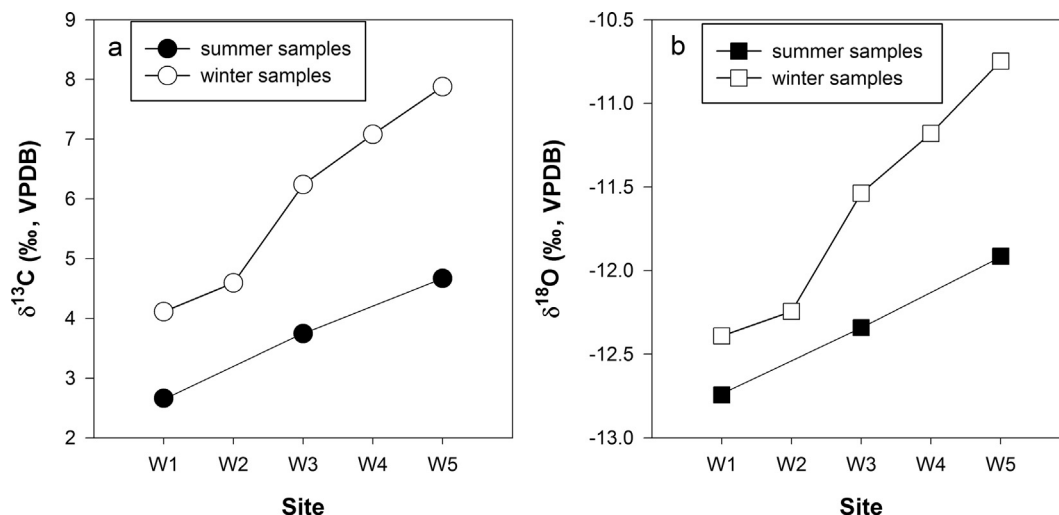 a
summer samples
winter samples
9
8
7
6
5
4
3
2
δ¹³C (‰, VPDB)
W1 W2 W3 W4 W5
Site
b
summer samples
winter samples
-10.5
-11.0
-11.5
-12.0
-12.5
-13.0
δ¹⁸O (‰, VPDB)
W1 W2 W3 W4 W5
Site